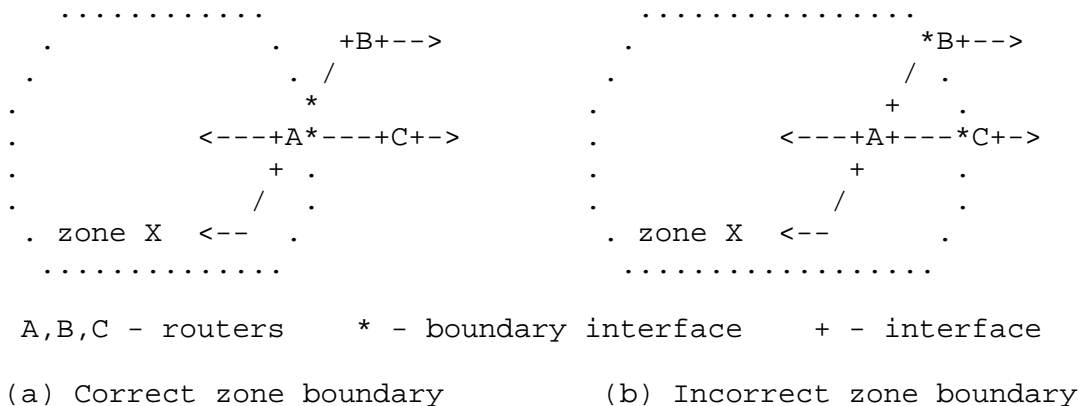 ............                         ................
  .            .     +B+-->            .                   *B+-->
 .               .  /                 .                   /  .
.                  *                 .                   +    .
.            <---+A*----+C+->        .            <---+A+---*C+->
.                 +  .               .                 +      .
.                /   .               .                /       .
 . zone X  <--   .                    . zone X  <--         .
  ..............                       ..................
A,B,C - routers     * - boundary interface     + - interface
(a) Correct zone boundary          (b) Incorrect zone boundary